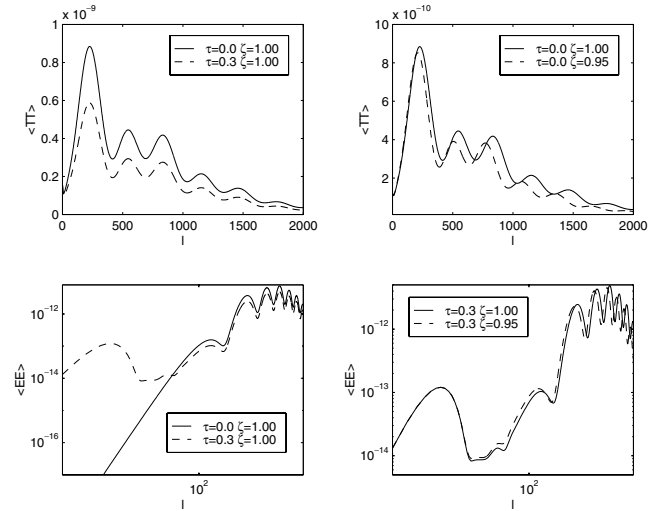 x 10⁻⁹
1
0.8
0.6
0.4
0.2
0
<TT>
0 500 1000 1500 2000
l
τ=0.0 ζ=1.00
τ=0.3 ζ=1.00
x 10⁻¹⁰
8
6
4
2
<TT>
0 500 1000 1500 2000
l
τ=0.0 ζ=1.00
τ=0.0 ζ=0.95
10⁻¹²
10⁻¹⁴
10⁻¹⁶
<EE>
10²
l
τ=0.0 ζ=1.00
τ=0.3 ζ=1.00
10⁻¹²
10⁻¹³
10⁻¹⁴
<EE>
10²
l
τ=0.3 ζ=1.00
τ=0.3 ζ=0.95